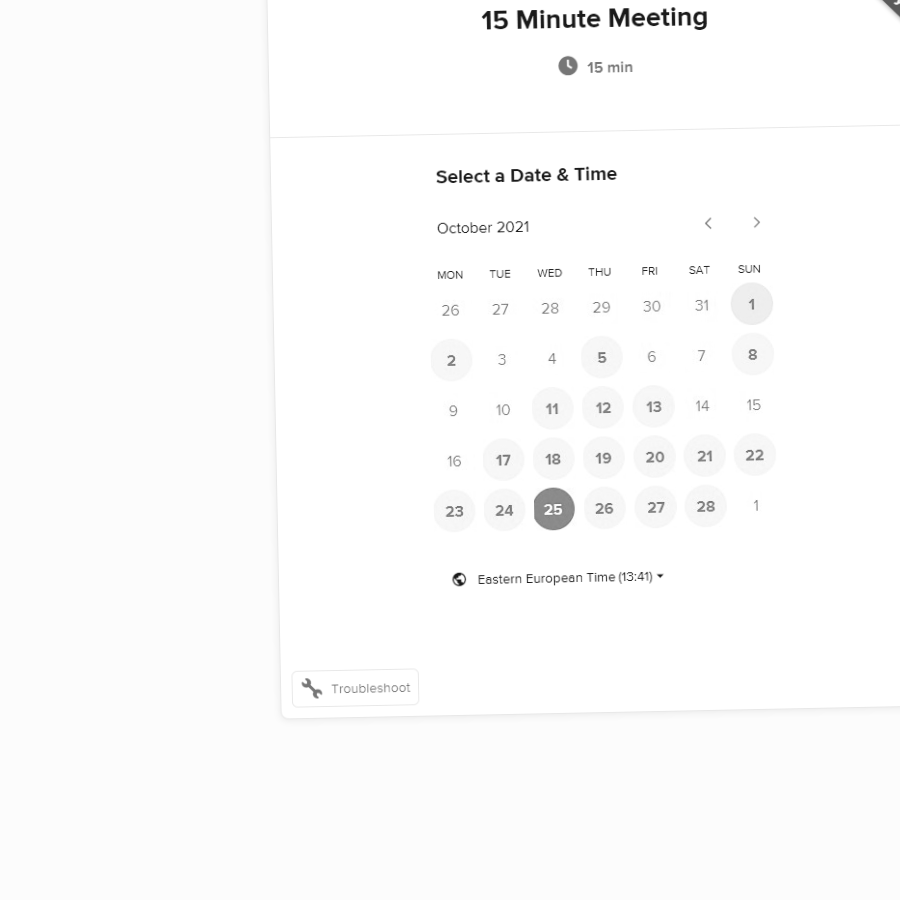 15 Minute Meeting
15 min
Select a Date & Time
October 2021
MON TUE WED THU FRI SAT SUN
26 27 28 29 30 31 1
2 3 4 5 6 7 8
9 10 11 12 13 14 15
16 17 18 19 20 21 22
23 24 25 26 27 28 1
Eastern European Time (13:41)
Troubleshoot